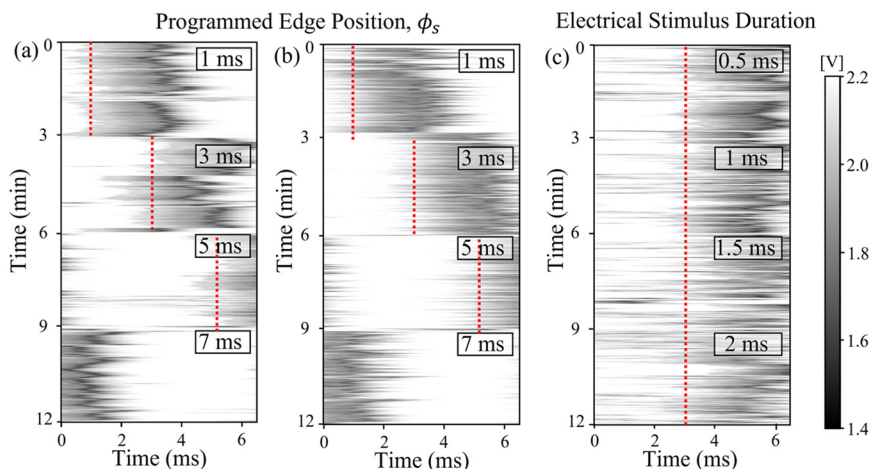 Programmed Edge Position, ϕₛ
Electrical Stimulus Duration
(a)
(b)
(c)
[V]
0
3
6
9
12
Time (min)
1 ms
3 ms
5 ms
7 ms
0
2
4
6
Time (ms)
0
3
6
9
12
Time (min)
1 ms
3 ms
5 ms
7 ms
0
2
4
6
Time (ms)
0
3
6
9
12
Time (min)
0.5 ms
1 ms
1.5 ms
2 ms
0
2
4
6
Time (ms)
2.2
2.0
1.8
1.6
1.4